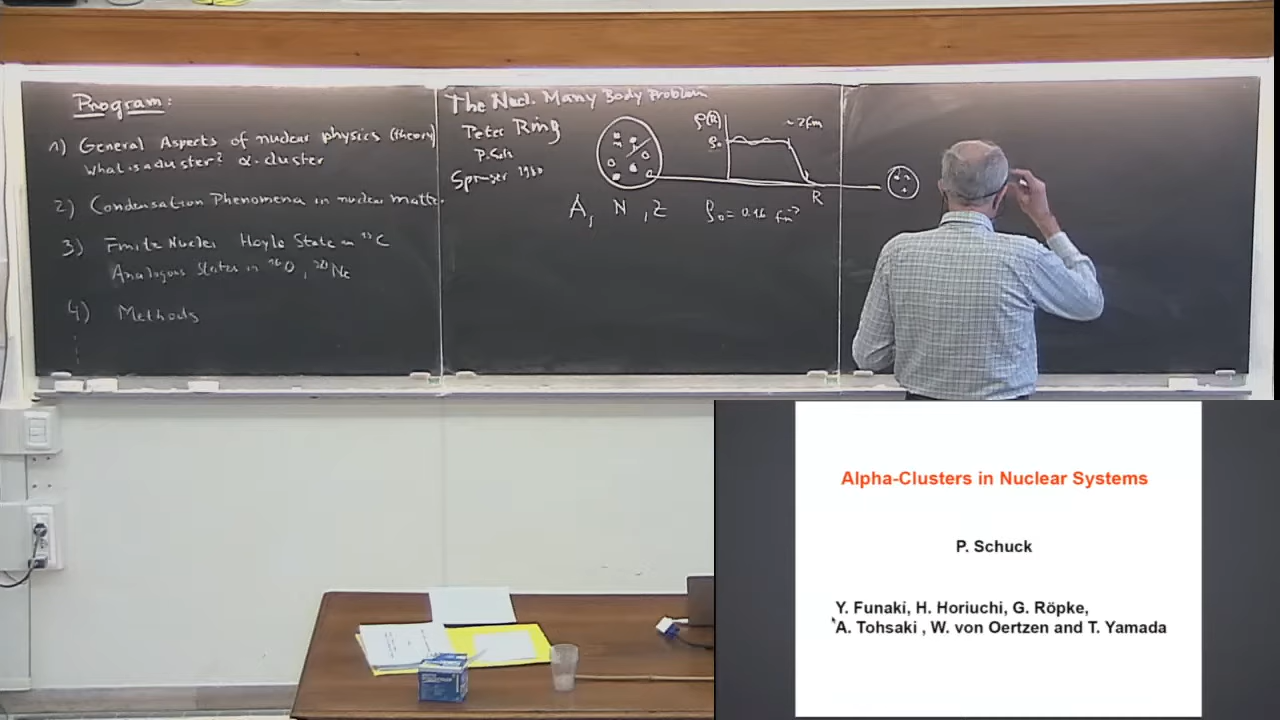 Program:
1) General Aspects of nuclear physics (theory)
What is a cluster? α-cluster
2) Condensation Phenomena in nuclear matter.
3) Finite Nuclei Hoyle State in ¹²C
Analogous states in ¹⁶O, ²⁰Ne
4) Methods
The Nucl. Many Body Problem
Peter Ring
Springer 1980
ρ(R)
ρ₀
~2fm
R
A, N, Z
ρ₀ = 0.16 fm⁻³
Alpha-Clusters in Nuclear Systems
P. Schuck
Y. Funaki, H. Horiuchi, G. Röpke,
A. Tohsaki , W. von Oertzen and T. Yamada